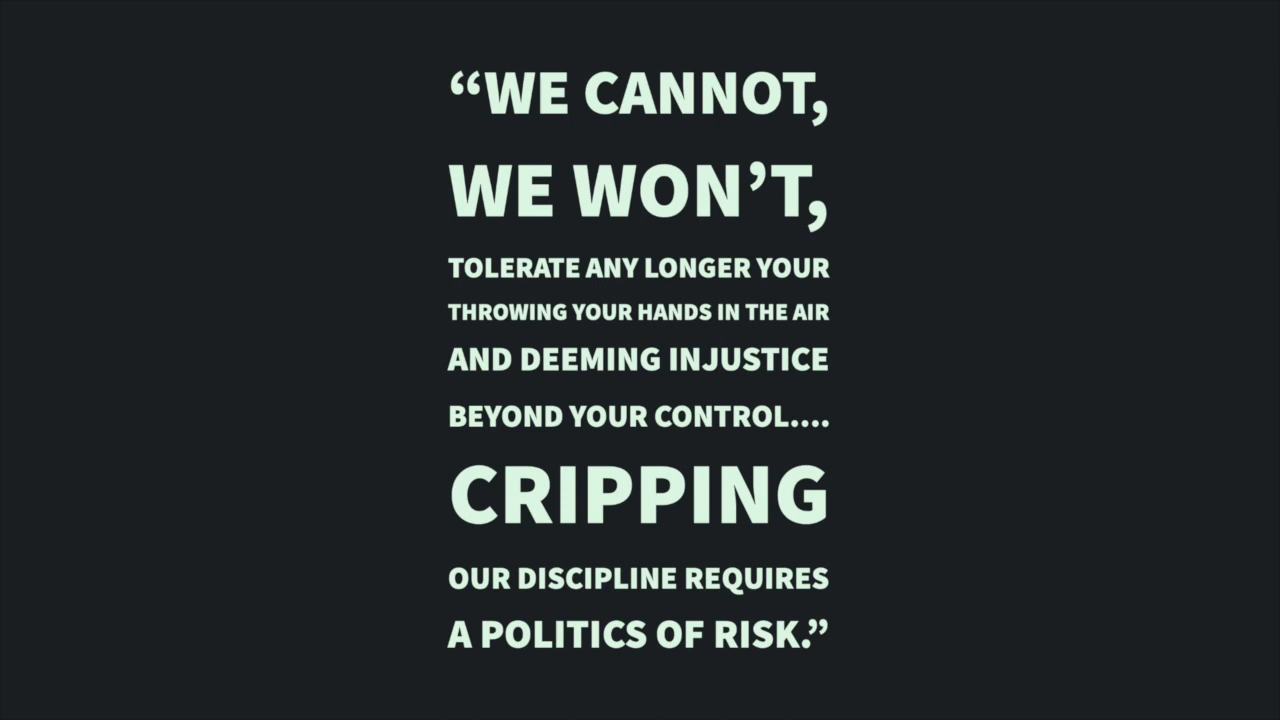 “WE CANNOT,
WE WON’T,
TOLERATE ANY LONGER YOUR
THROWING YOUR HANDS IN THE AIR
AND DEEMING INJUSTICE
BEYOND YOUR CONTROL....
CRIPPING
OUR DISCIPLINE REQUIRES
A POLITICS OF RISK.”